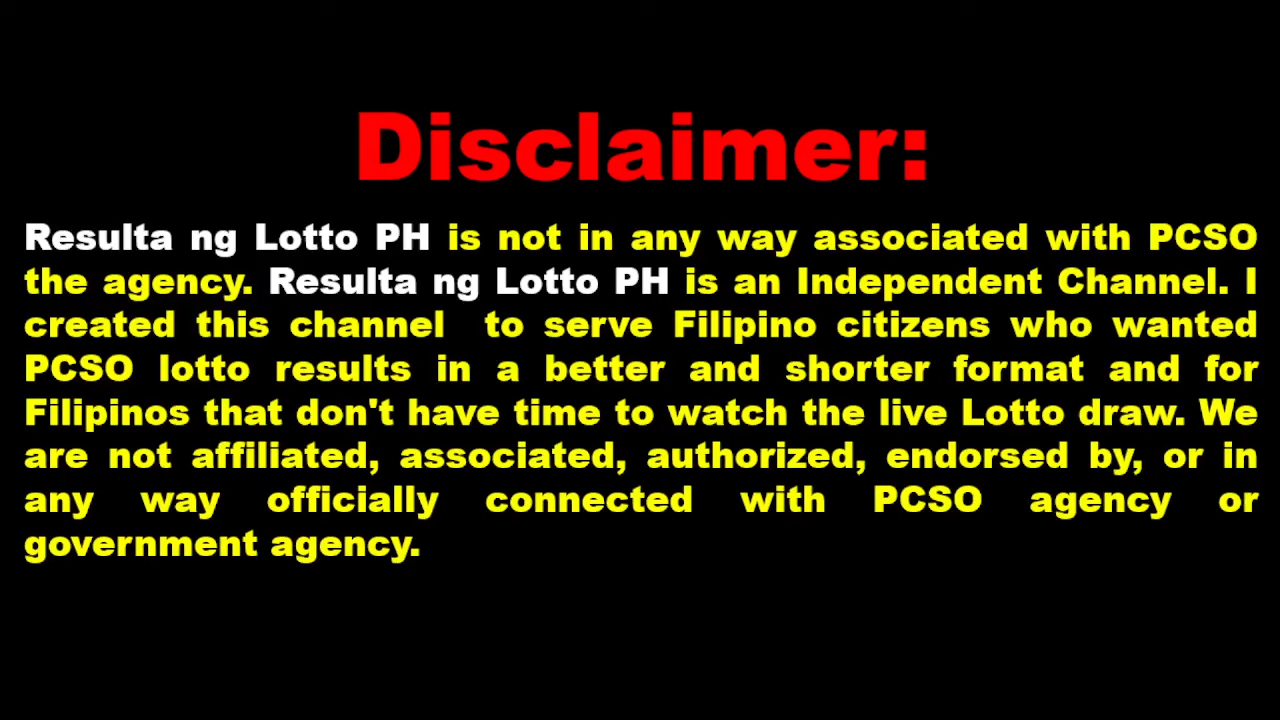 Disclaimer:
Resulta ng Lotto PH is not in any way associated with PCSO
the agency. Resulta ng Lotto PH is an Independent Channel. I
created this channel  to serve Filipino citizens who wanted
PCSO lotto results in a better and shorter format and for
Filipinos that don't have time to watch the live Lotto draw. We
are not affiliated, associated, authorized, endorsed by, or in
any way officially connected with PCSO agency or
government agency.